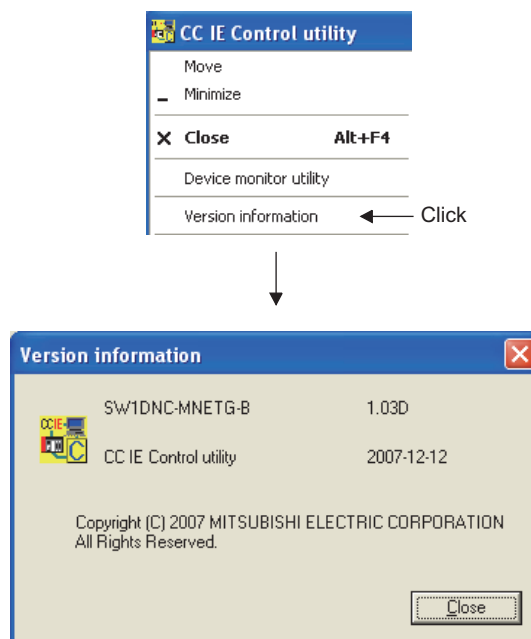 CC IE Control utility
Move
Minimize
Close Alt+F4
Device monitor utility
Version information Click
Version information
CCIE
C
SW1DNC-MNETG-B 1.03D
CC IE Control utility 2007-12-12
Copyright (C) 2007 MITSUBISHI ELECTRIC CORPORATION
All Rights Reserved.
Close